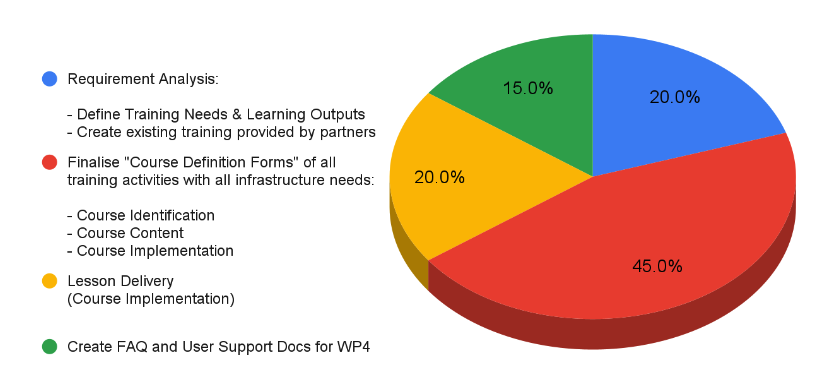 Requirement Analysis:
- Define Training Needs & Learning Outputs
- Create existing training provided by partners
Finalise "Course Definition Forms" of all
training activities with all infrastructure needs:
- Course Identification
- Course Content
- Course Implementation
Lesson Delivery
(Course Implementation)
Create FAQ and User Support Docs for WP4
15.0%
20.0%
20.0%
45.0%